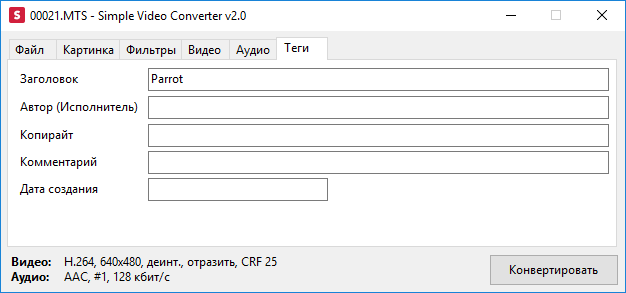 S 00021.MTS - Simple Video Converter v2.0
Файл Картинка Фильтры Видео Аудио Теги
Заголовок Parrot
Автор (Исполнитель)
Копирайт
Комментарий
Дата создания
Видео: H.264, 640x480, деинт., отразить, CRF 25
Аудио: AAC, #1, 128 кбит/с
Конвертировать